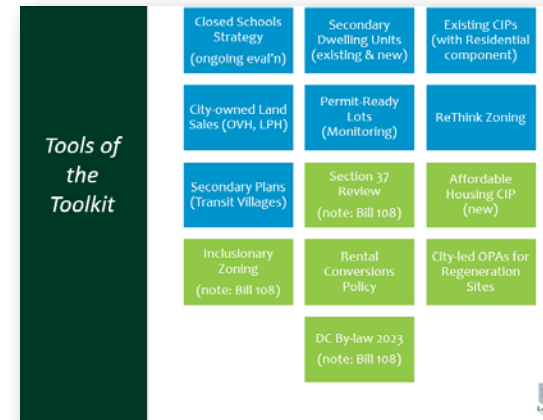 Tools of
the
Toolkit
Closed Schools
Strategy
(ongoing eval'n)
Secondary
Dwelling Units
(existing & new)
Existing CIPs
(with Residential
component)
City-owned Land
Sales (OVH, LPH)
Permit-Ready
Lots
(Monitoring)
ReThink Zoning
Secondary Plans
(Transit Villages)
Section 37
Review
(note: Bill 108)
Affordable
Housing CIP
(new)
Inclusionary
Zoning
(note: Bill 108)
Rental
Conversions
Policy
City-led OPAs for
Regeneration
Sites
DC By-law 2023
(note: Bill 108)